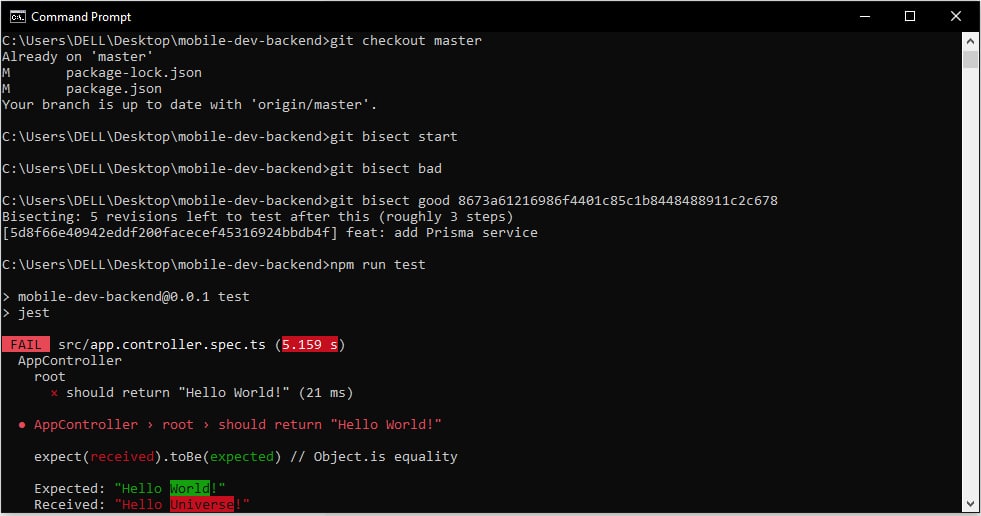 Command Prompt
C:\Users\DELL\Desktop\mobile-dev-backend>git checkout master
Already on 'master'
M       package-lock.json
M       package.json
Your branch is up to date with 'origin/master'.
C:\Users\DELL\Desktop\mobile-dev-backend>git bisect start
C:\Users\DELL\Desktop\mobile-dev-backend>git bisect bad
C:\Users\DELL\Desktop\mobile-dev-backend>git bisect good 8673a61216986f4401c85c1b8448488911c2c678
Bisecting: 5 revisions left to test after this (roughly 3 steps)
[5d8f66e40942eddf200facecef45316924bbdb4f] feat: add Prisma service
C:\Users\DELL\Desktop\mobile-dev-backend>npm run test
> mobile-dev-backend@0.0.1 test
> jest
FAIL  src/app.controller.spec.ts (5.159 s)
AppController
root
× should return "Hello World!" (21 ms)
● AppController › root › should return "Hello World!"
expect(received).toBe(expected) // Object.is equality
Expected: "Hello World!"
Received: "Hello Universe!"